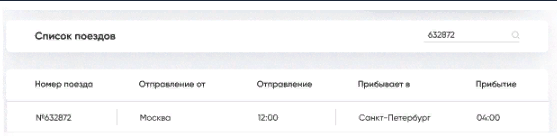 Список поездов 632872
Номер поезда Отправление от Отправление Прибывает в Прибытие
№632872 Москва 12:00 Санкт-Петербург 04:00